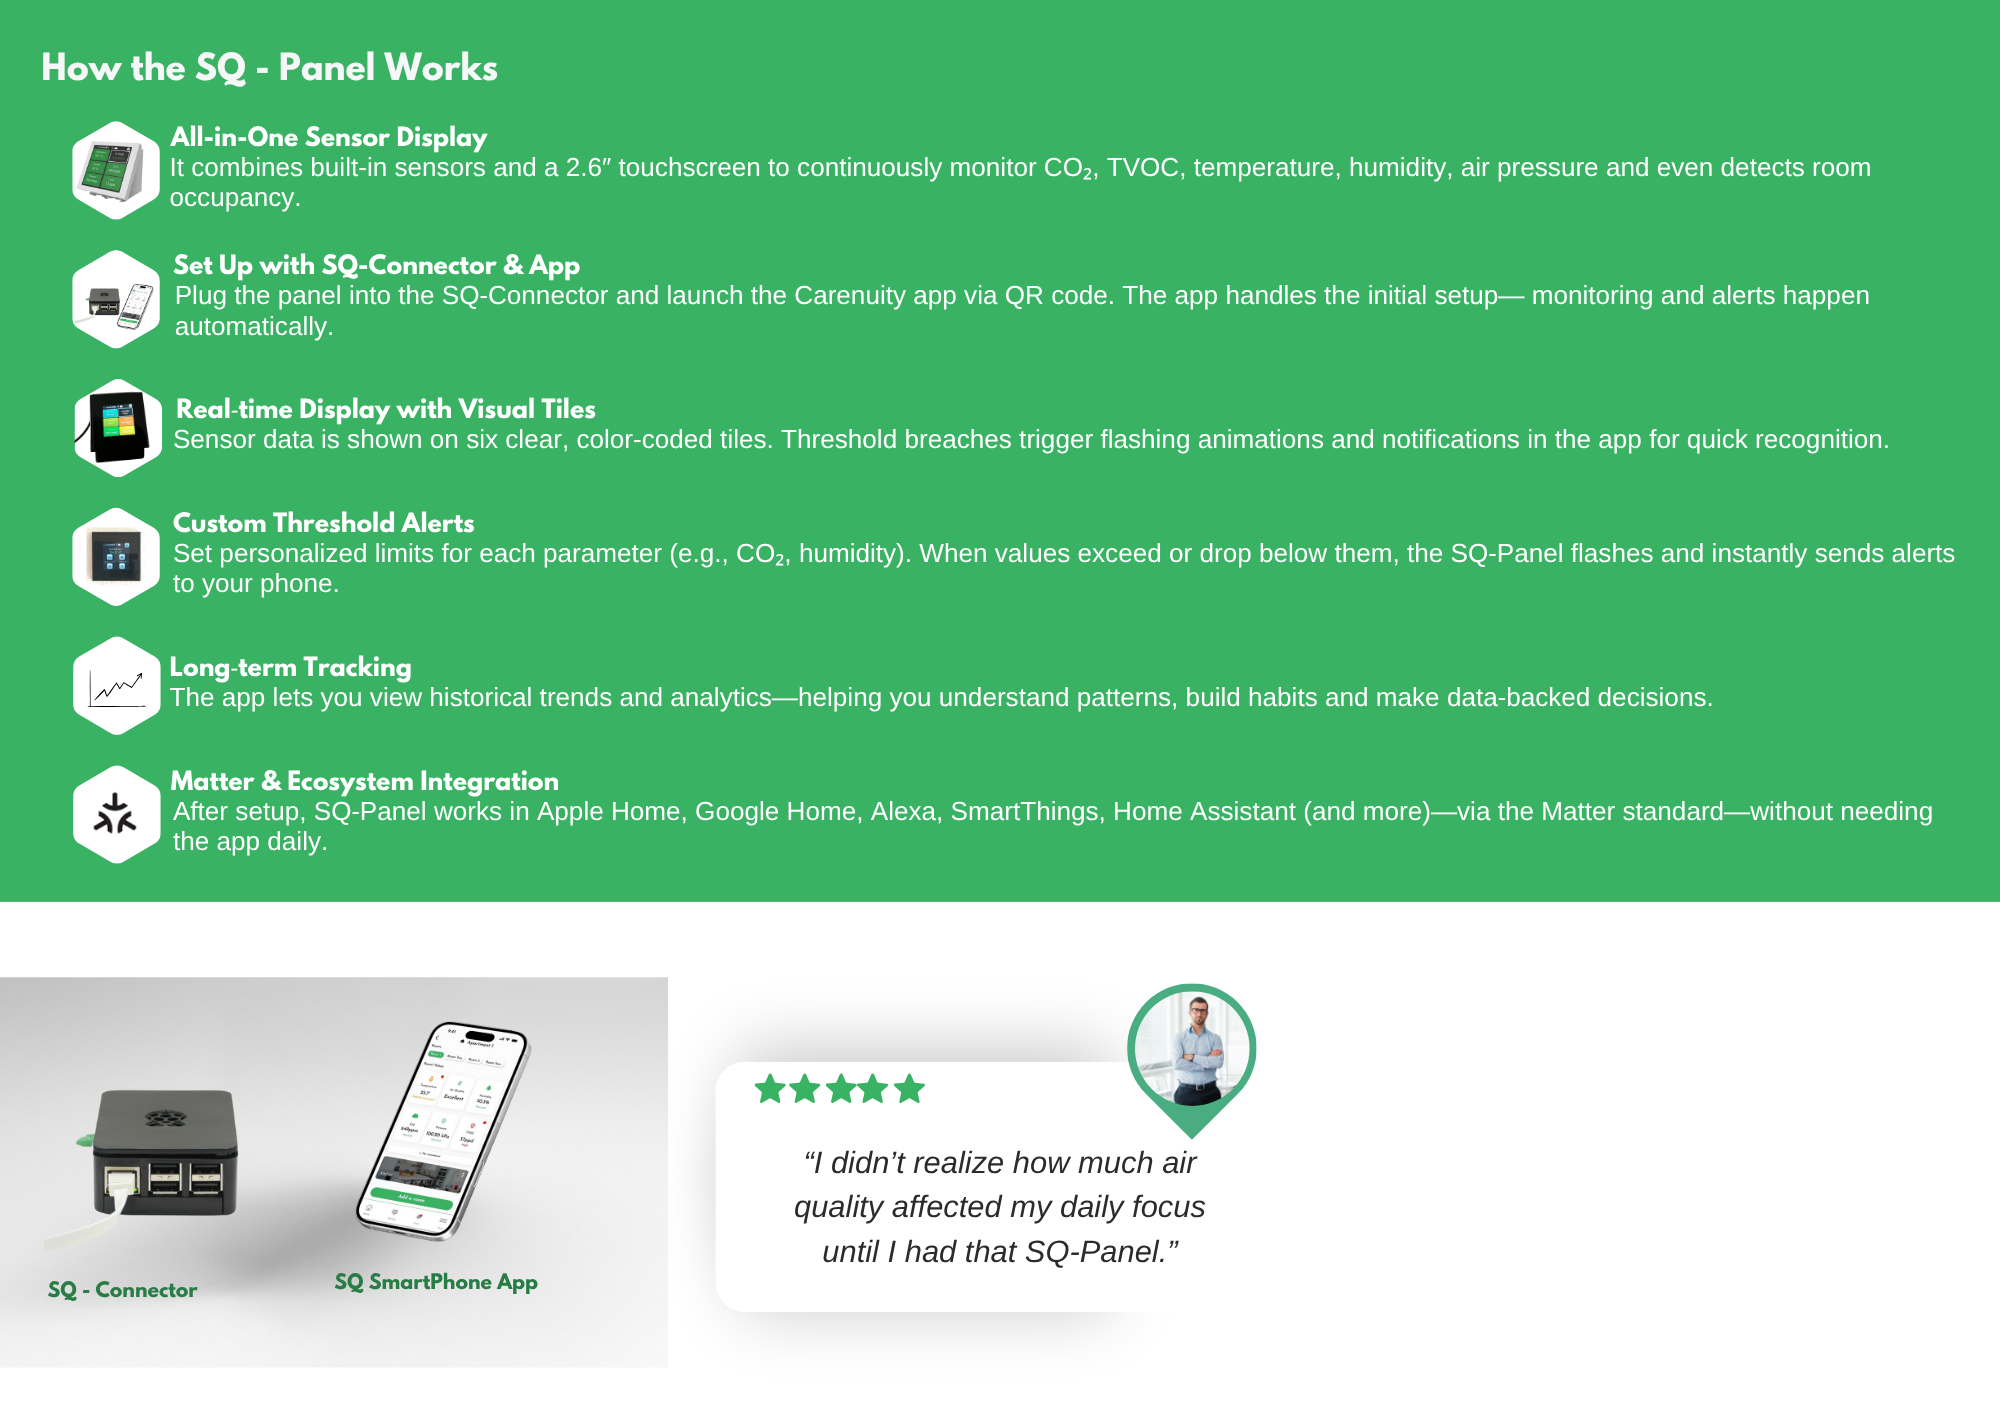 How the SQ - Panel Works
All-in-One Sensor Display
It combines built-in sensors and a 2.6″ touchscreen to continuously monitor CO₂, TVOC, temperature, humidity, air pressure and even detects room
occupancy.
Set Up with SQ-Connector & App
Plug the panel into the SQ-Connector and launch the Carenuity app via QR code. The app handles the initial setup— monitoring and alerts happen
automatically.
Real-time Display with Visual Tiles
Sensor data is shown on six clear, color-coded tiles. Threshold breaches trigger flashing animations and notifications in the app for quick recognition.
Custom Threshold Alerts
Set personalized limits for each parameter (e.g., CO₂, humidity). When values exceed or drop below them, the SQ-Panel flashes and instantly sends alerts
to your phone.
Long-term Tracking
The app lets you view historical trends and analytics—helping you understand patterns, build habits and make data-backed decisions.
Matter & Ecosystem Integration
After setup, SQ-Panel works in Apple Home, Google Home, Alexa, SmartThings, Home Assistant (and more)—via the Matter standard—without needing
the app daily.
9:41
Apartment 1
Excellent
Add a room
SQ - Connector
SQ SmartPhone App
“I didn’t realize how much air
quality affected my daily focus
until I had that SQ-Panel.”